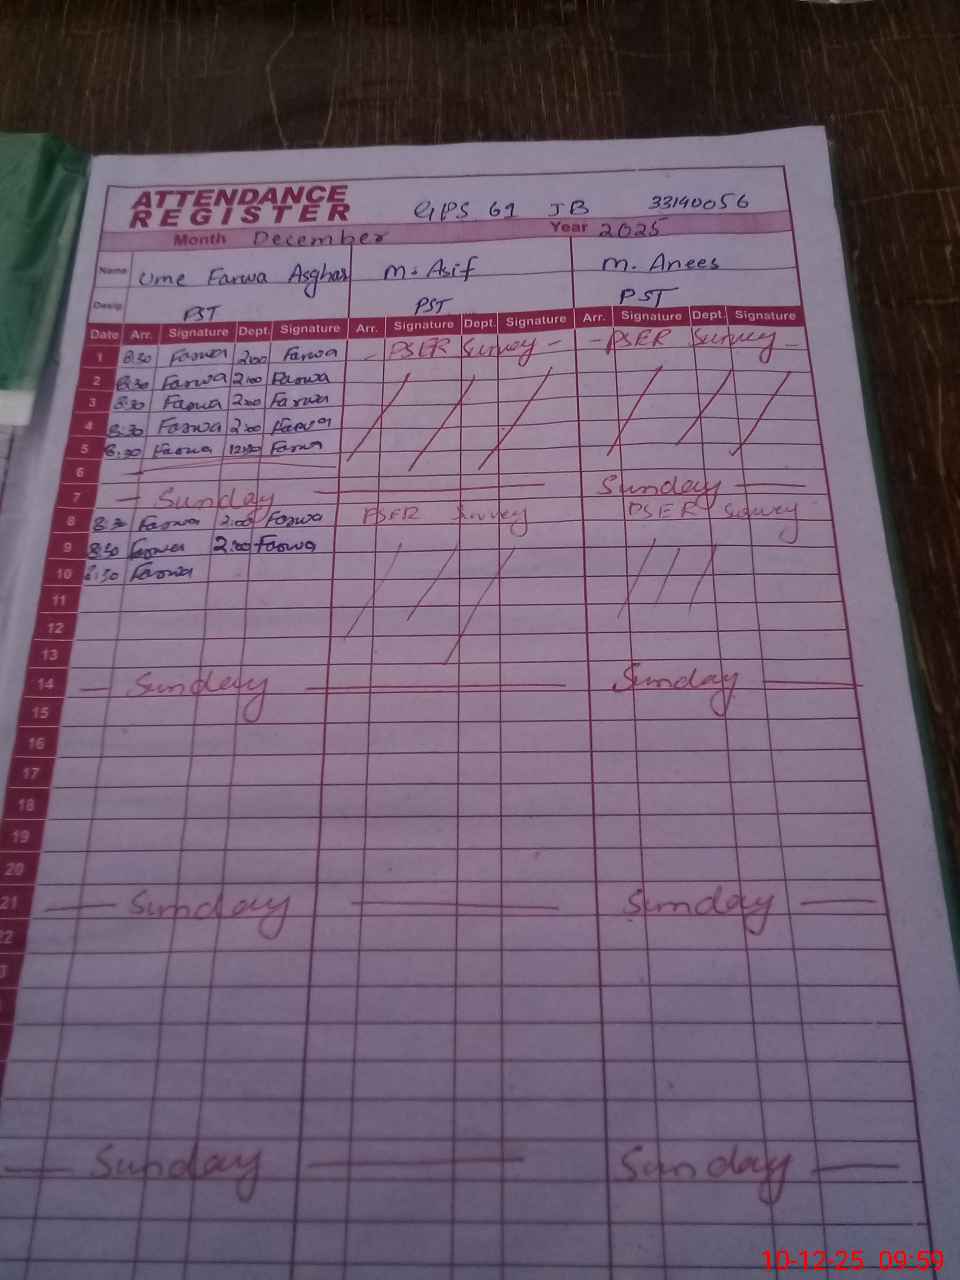 ATTENDANCE
REGISTER
GPS 61 JB 33140056
Month December Year 2025
Name Ume Farwa Asghar M. Asif M. Anees
Desig. PST PST PST
Date Arr. Signature Dept. Signature Arr. Signature Dept. Signature Arr. Signature Dept. Signature
1 8:30 Farwa 2:00 Farwa - PSER Survey - - PSER Survey -
2 8:30 Farwa 2:00 Farwa
3 8:30 Farwa 2:00 Farwa
4 8:30 Farwa 2:00 Farwa
5 8:30 Farwa Farwa
6
7 — Sunday — Sunday —
8 8:30 Farwa 2:00 Farwa PSER Survey PSER Survey
9 8:30 Farwa 2:00 Farwa
10 8:30 Farwa
11
12
13
14 — Sunday — Sunday —
15
16
17
18
19
20
21 — Sunday — Sunday —
22
3
— Sunday — Sunday —
10-12-25 09:59